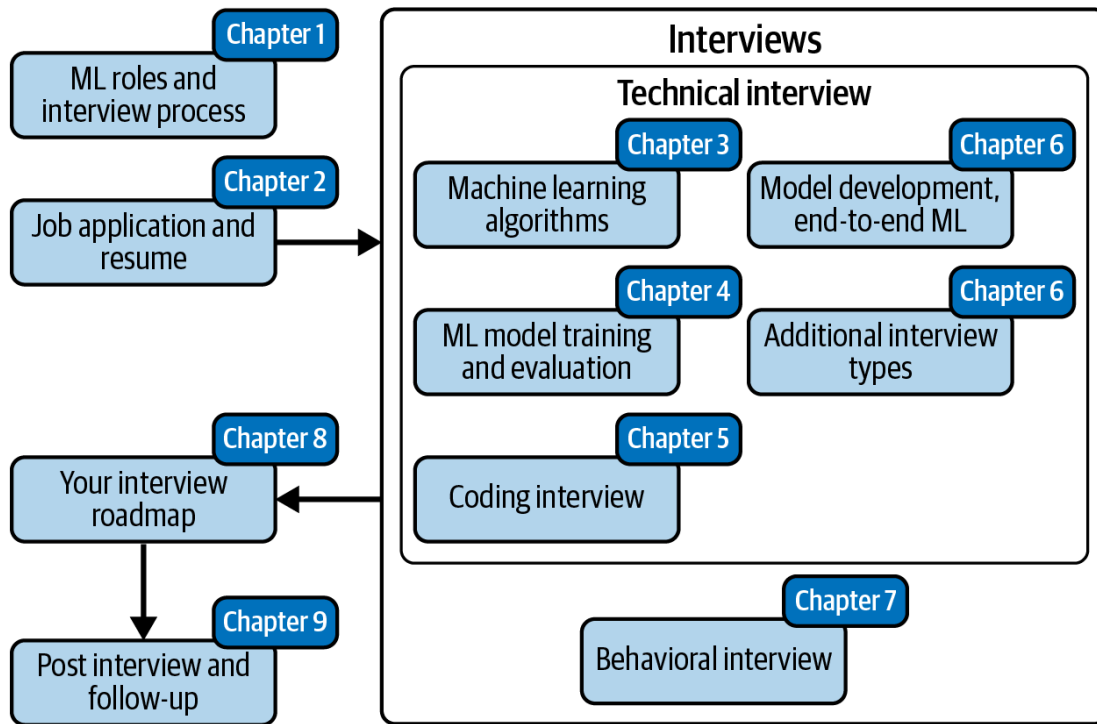 Chapter 1
ML roles and
interview process
Chapter 2
Job application and
resume
Interviews
Technical interview
Chapter 3
Machine learning
algorithms
Chapter 6
Model development,
end-to-end ML
Chapter 4
ML model training
and evaluation
Chapter 6
Additional interview
types
Chapter 5
Coding interview
Chapter 7
Behavioral interview
Chapter 8
Your interview
roadmap
Chapter 9
Post interview and
follow-up